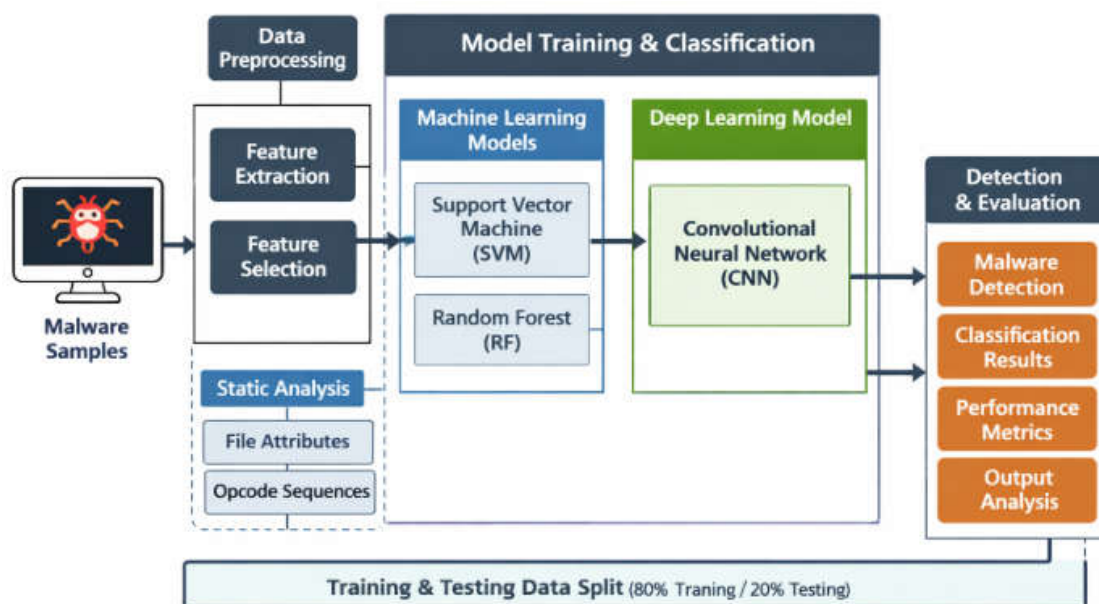 Data
Preprocessing
Model Training & Classification
Feature
Extraction
Feature
Selection
Machine Learning
Models
Support Vector
Machine
(SVM)
Random Forest
(RF)
Deep Learning Model
Convolutional
Neural Network
(CNN)
Malware
Samples
Static Analysis
File Attributes
Opcode Sequences
Detection
& Evaluation
Malware
Detection
Classification
Results
Performance
Metrics
Output
Analysis
Training & Testing Data Split (80% Traning / 20% Testing)